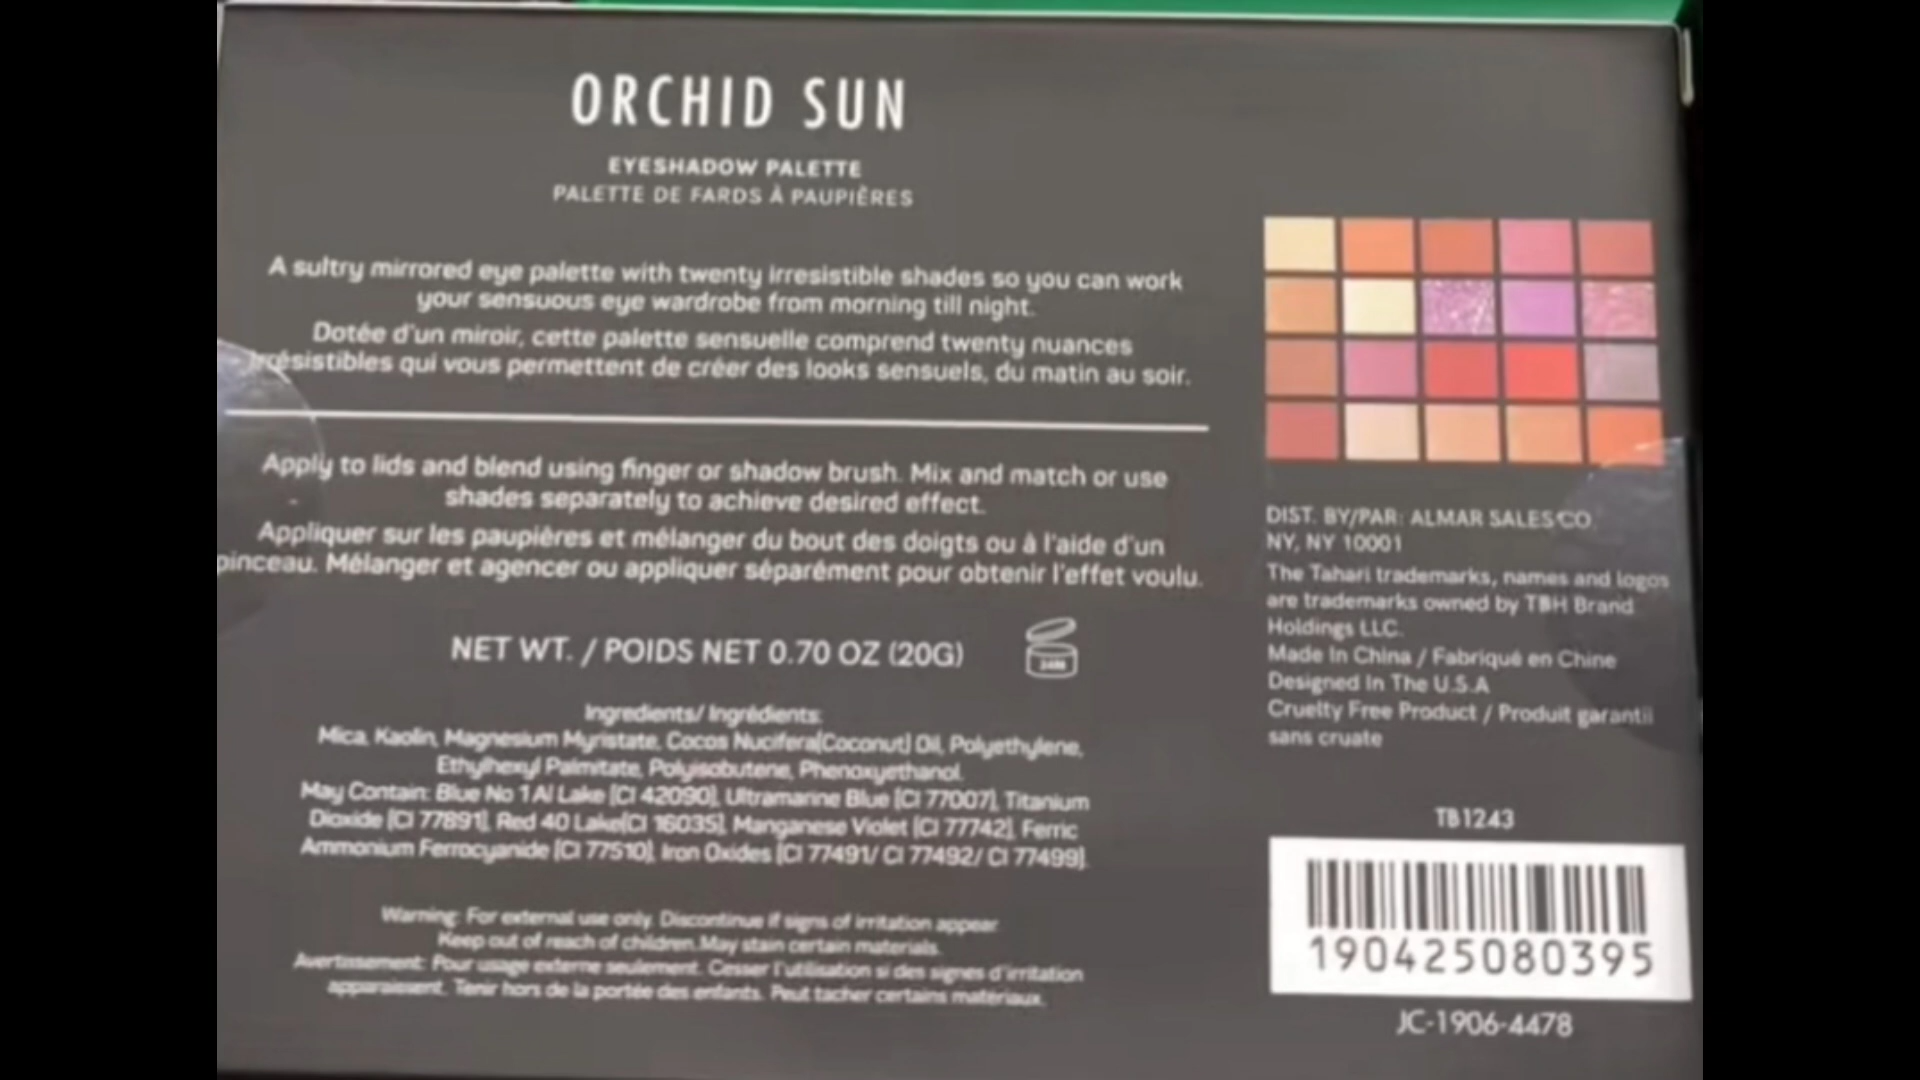 ORCHID SUN
EYESHADOW PALETTE
PALETTE DE FARDS À PAUPIÈRES
A sultry mirrored eye palette with twenty irresistible shades so you can work
your sensuous eye wardrobe from morning till night.
Dotée d'un miroir, cette palette sensuelle comprend twenty nuances
irrésistibles qui vous permettent de créer des looks sensuels, du matin au soir.
Apply to lids and blend using finger or shadow brush. Mix and match or use
shades separately to achieve desired effect.
Appliquer sur les paupières et mélanger du bout des doigts ou à l'aide d'un
pinceau. Mélanger et agencer ou appliquer séparément pour obtenir l'effet voulu.
NET WT. / POIDS NET 0.70 OZ (20G)
Ingredients/ Ingrédients:
Mica, Kaolin, Magnesium Myristate, Cocos Nucifera(Coconut) Oil, Polyethylene,
Ethylhexyl Palmitate, Polyisobutene, Phenoxyethanol.
May Contain: Blue No 1 Al Lake (CI 42090), Ultramarine Blue (CI 77007), Titanium
Dioxide (CI 77891), Red 40 Lake(CI 16035), Manganese Violet (CI 77742), Ferric
Ammonium Ferrocyanide (CI 77510), Iron Oxides (CI 77491/ CI 77492/ CI 77499).
Warning: For external use only. Discontinue if signs of irritation appear
Keep out of reach of children. May stain certain materials.
Avertissement: Pour usage externe seulement. Cesser l'utilisation si des signes d'irritation
apparaissent. Tenir hors de la portée des enfants. Peut tacher certains matériaux.
DIST. BY/PAR: ALMAR SALES CO.
NY, NY 10001
The Tahari trademarks, names and logos
are trademarks owned by TBH Brand
Holdings LLC.
Made In China / Fabriqué en Chine
Designed In The U.S.A
Cruelty Free Product / Produit garantii
sans cruate
TB1243
190425080395
JC-1906-4478